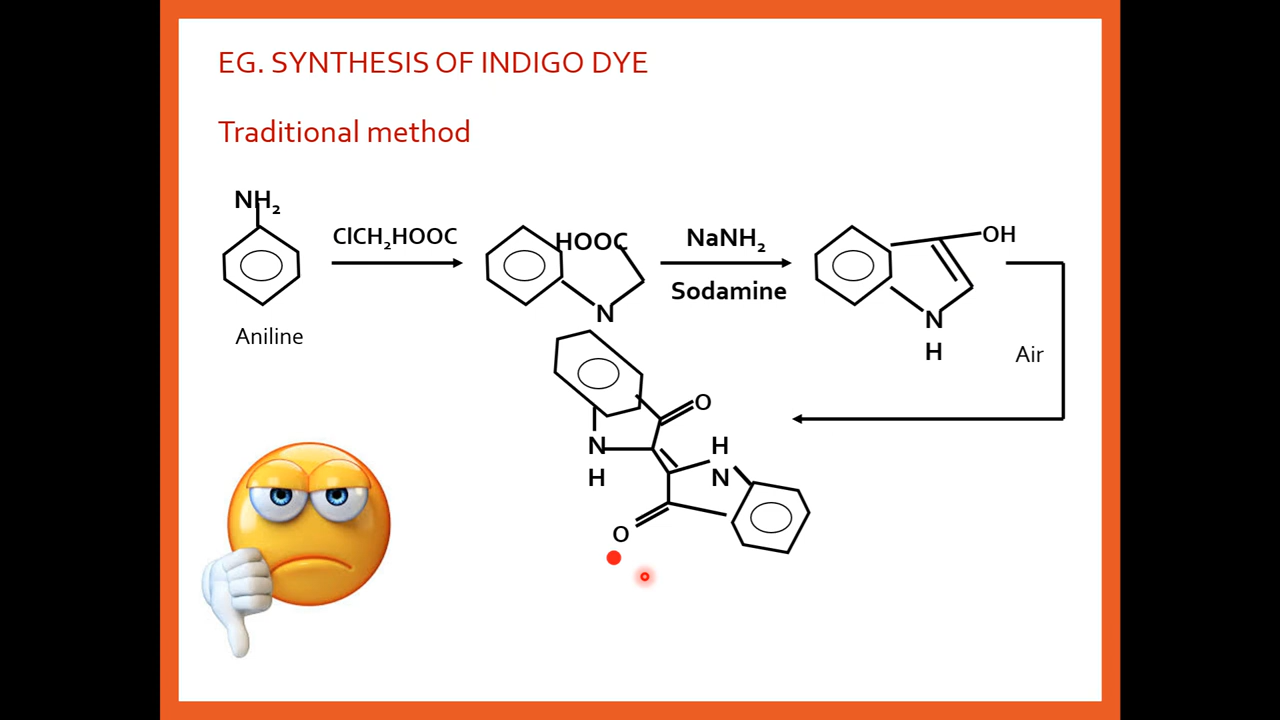 EG. SYNTHESIS OF INDIGO DYE
Traditional method
NH₂
ClCH₂HOOC
HOOC
N
NaNH₂
Sodamine
OH
N
H
Aniline
Air
O
N
H
H
N
O